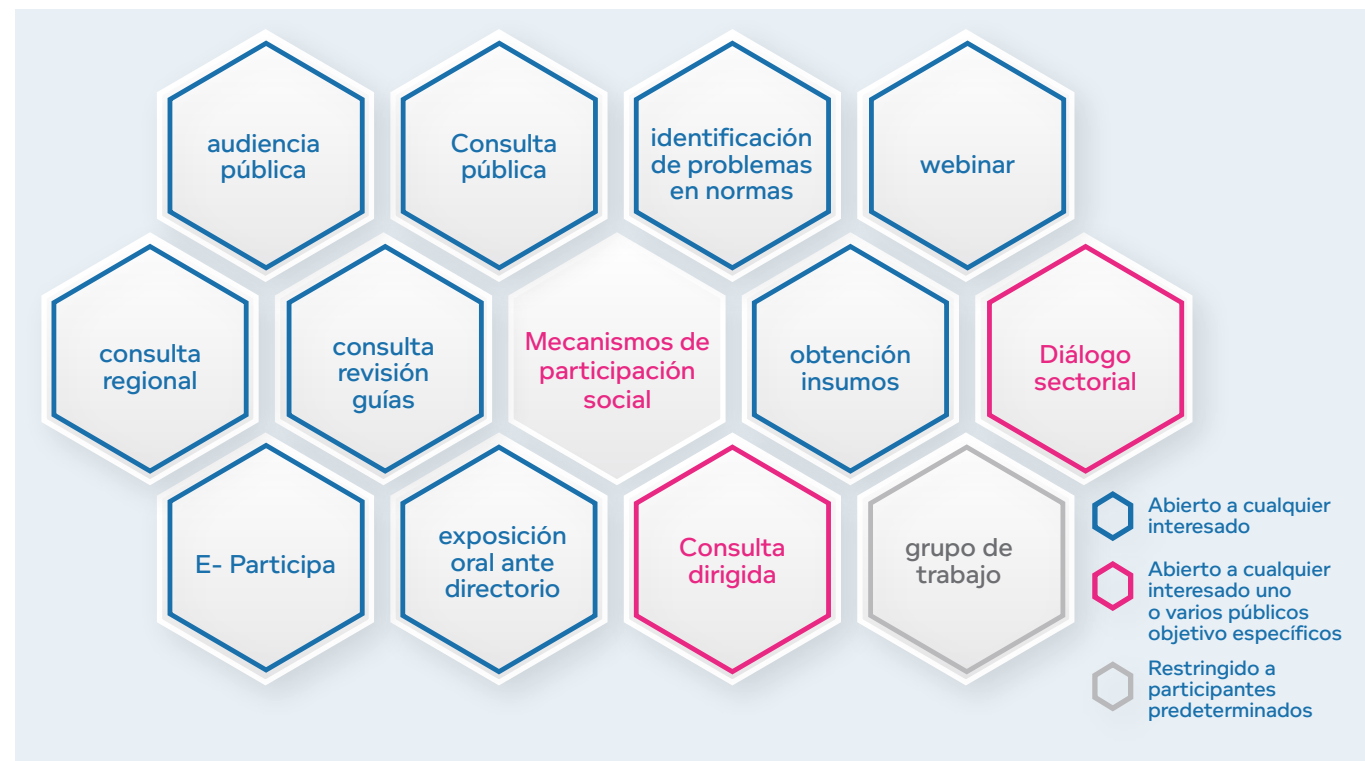 audiencia
pública
Consulta
pública
identificación
de problemas
en normas
webinar
consulta
regional
consulta
revisión
guías
Mecanismos de
participación
social
obtención
insumos
Diálogo
sectorial
E- Participa
exposición
oral ante
directorio
Consulta
dirigida
grupo de
trabajo
Abierto a cualquier
interesado
Abierto a cualquier
interesado uno
o varios públicos
objetivo específicos
Restringido a
participantes
predeterminados